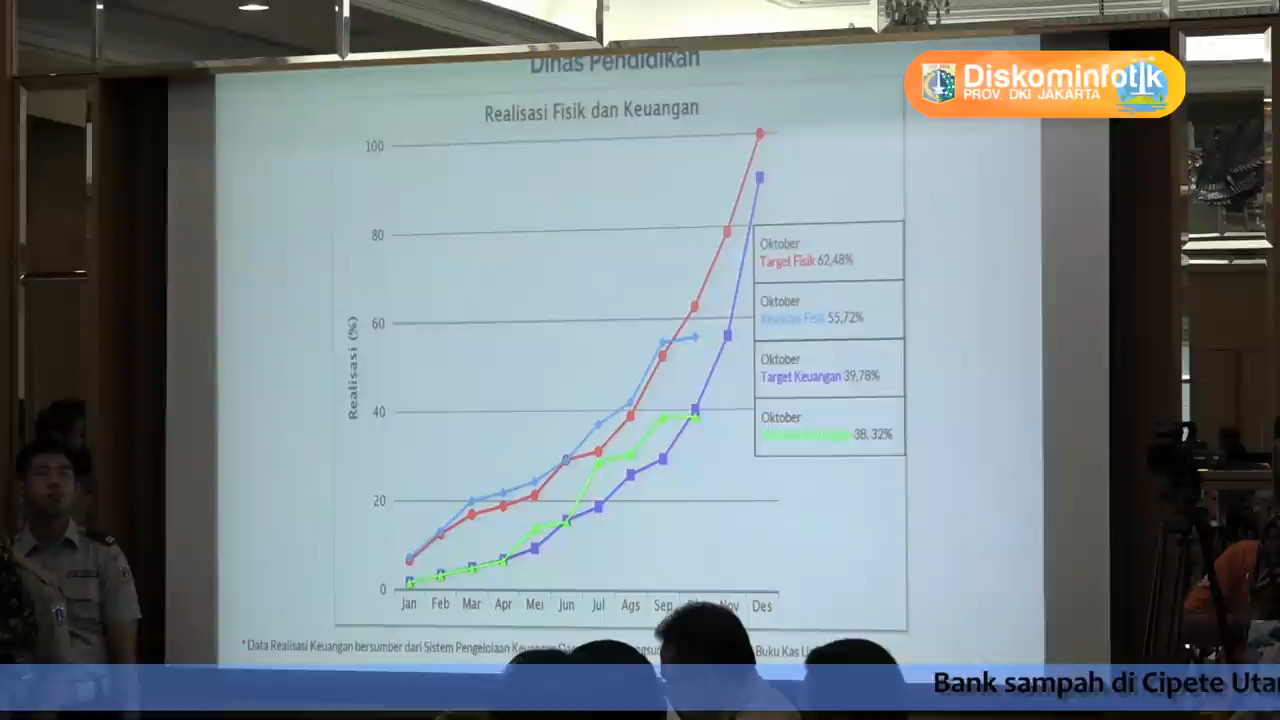 Dinas Pendidikan
Diskominfotik
PROV. DKI JAKARTA
Realisasi Fisik dan Keuangan
100
80
60
40
20
0
Realisasi (%)
Oktober
Target Fisik 62,48%
Oktober
Realisasi Fisik 55,72%
Oktober
Target Keuangan 39,78%
Oktober
38,32%
Jan Feb Mar Apr Mei Jun Jul Ags Sep Nov Des
* Data Realisasi Keuangan bersumber dari Sistem Pengelolaan Buku Kas
Bank sampah di Cipete